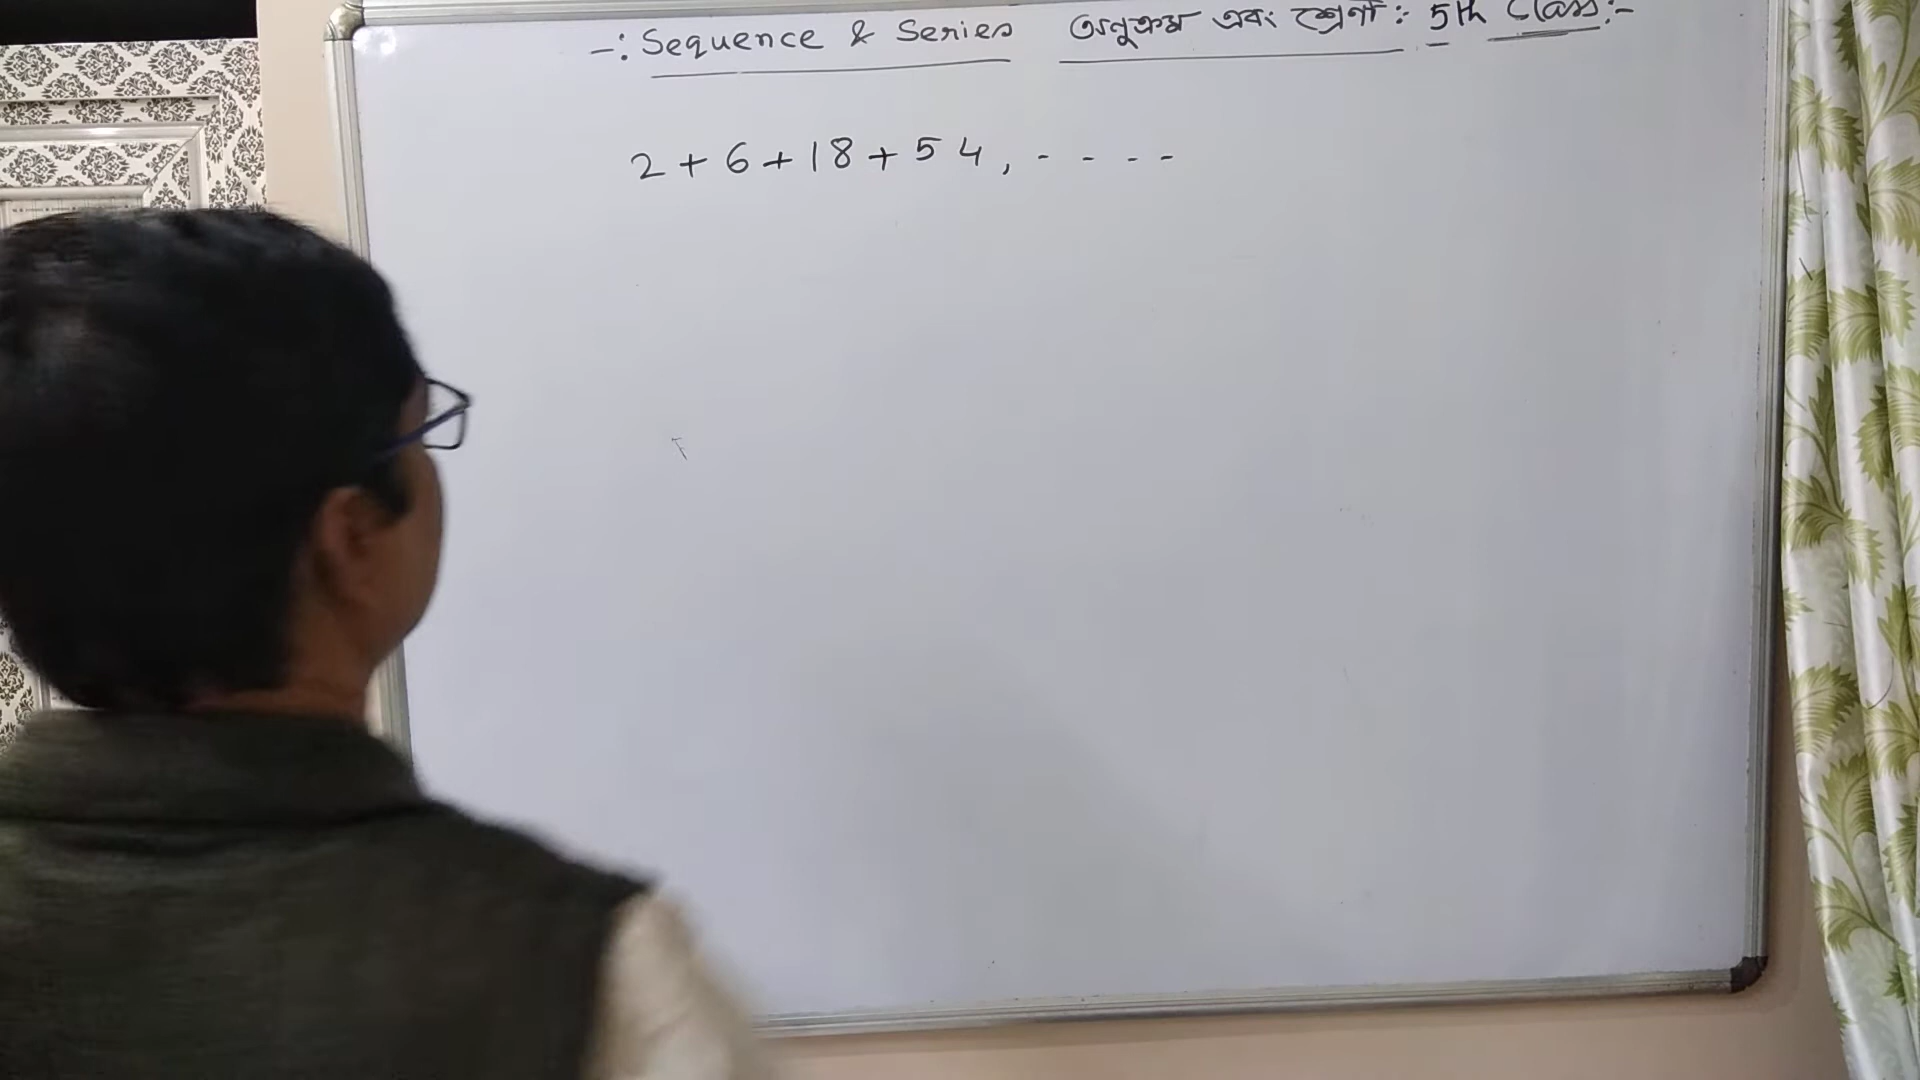 -: Sequence & Series অনুক্রম এবং শ্রেণী :- 5th Class :-
2 + 6 + 18 + 54, - - - -